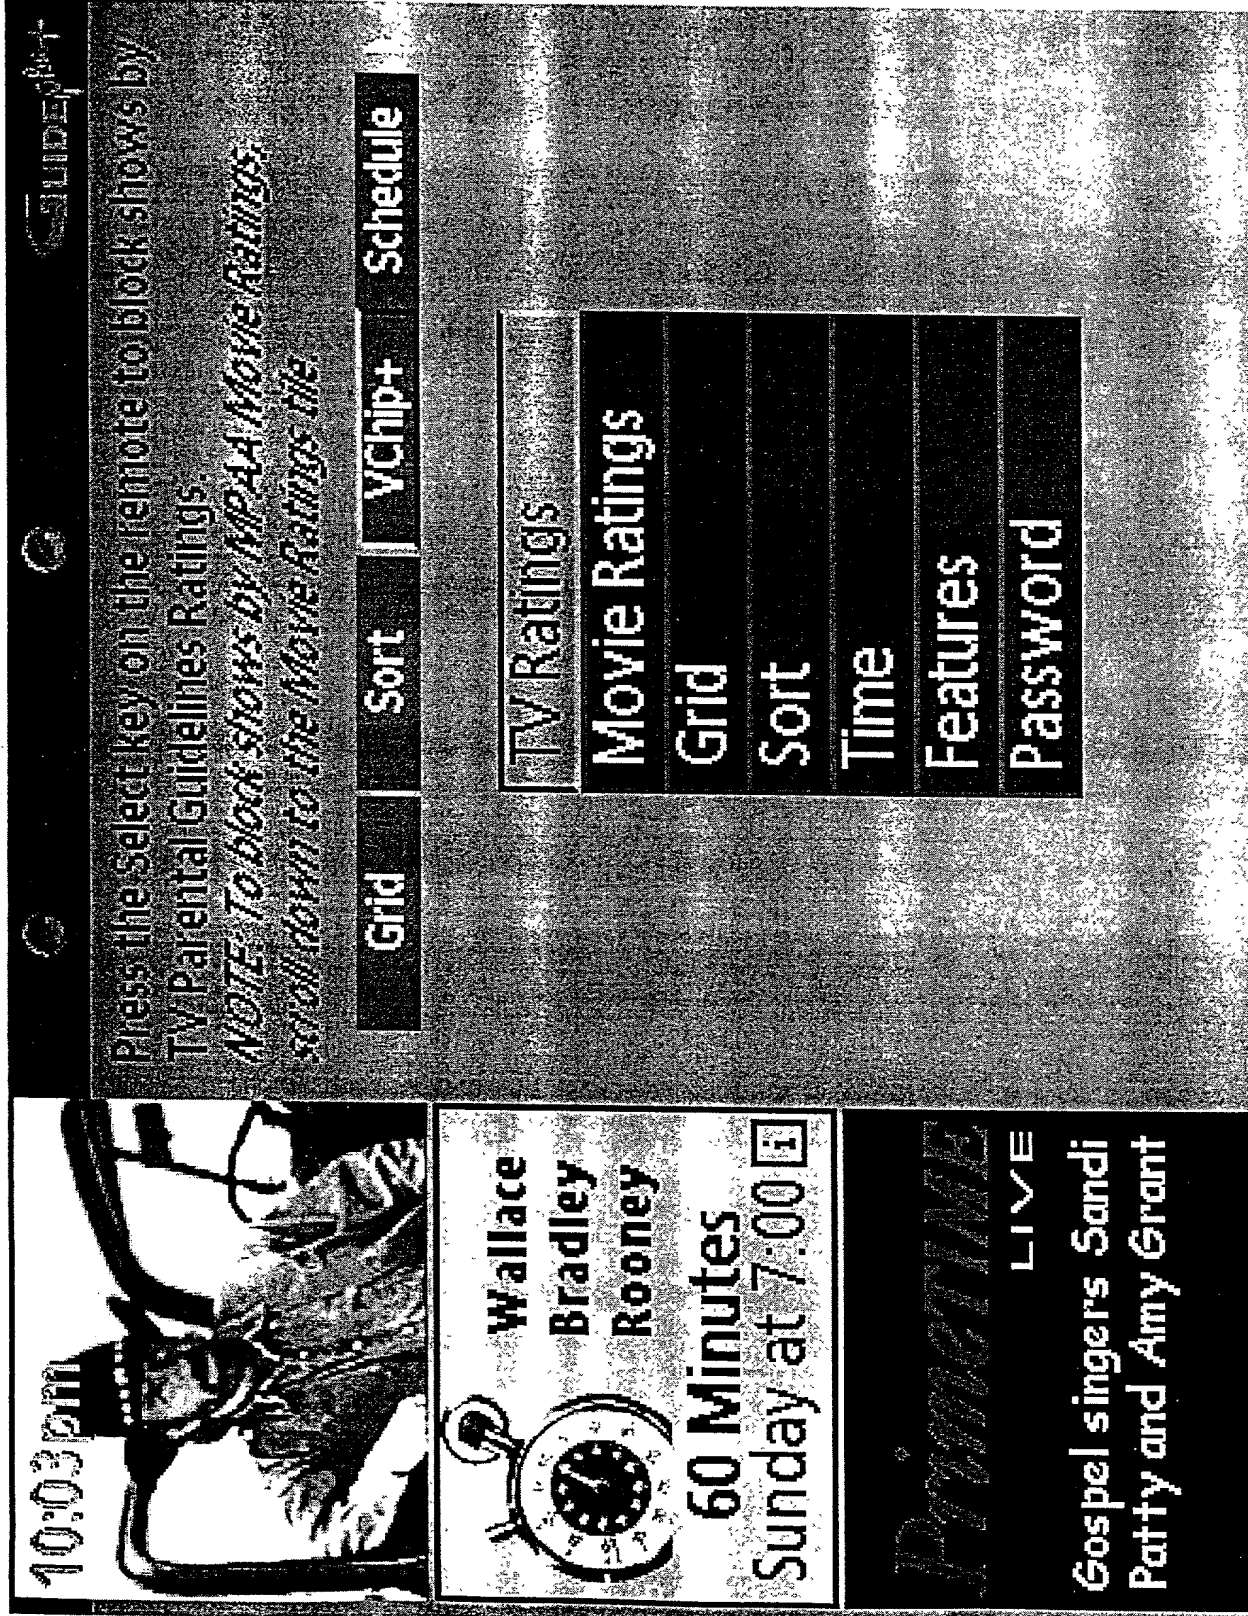 10:03pm
GUIDE Plus+
Press the Select key on the remote to block shows by
TV Parental Guidelines Ratings.
NOTE: To block shows by MPAA Movie Ratings,
scroll down to the Movie Ratings tile.
Grid
Sort
VChip+
Schedule
TV Ratings
Movie Ratings
Grid
Sort
Time
Features
Password
Wallace
Bradley
Rooney
60 Minutes
Sunday at 7:00 i
PrimeTIME
LIVE
Gospel singers Sandi
Patty and Amy Grant